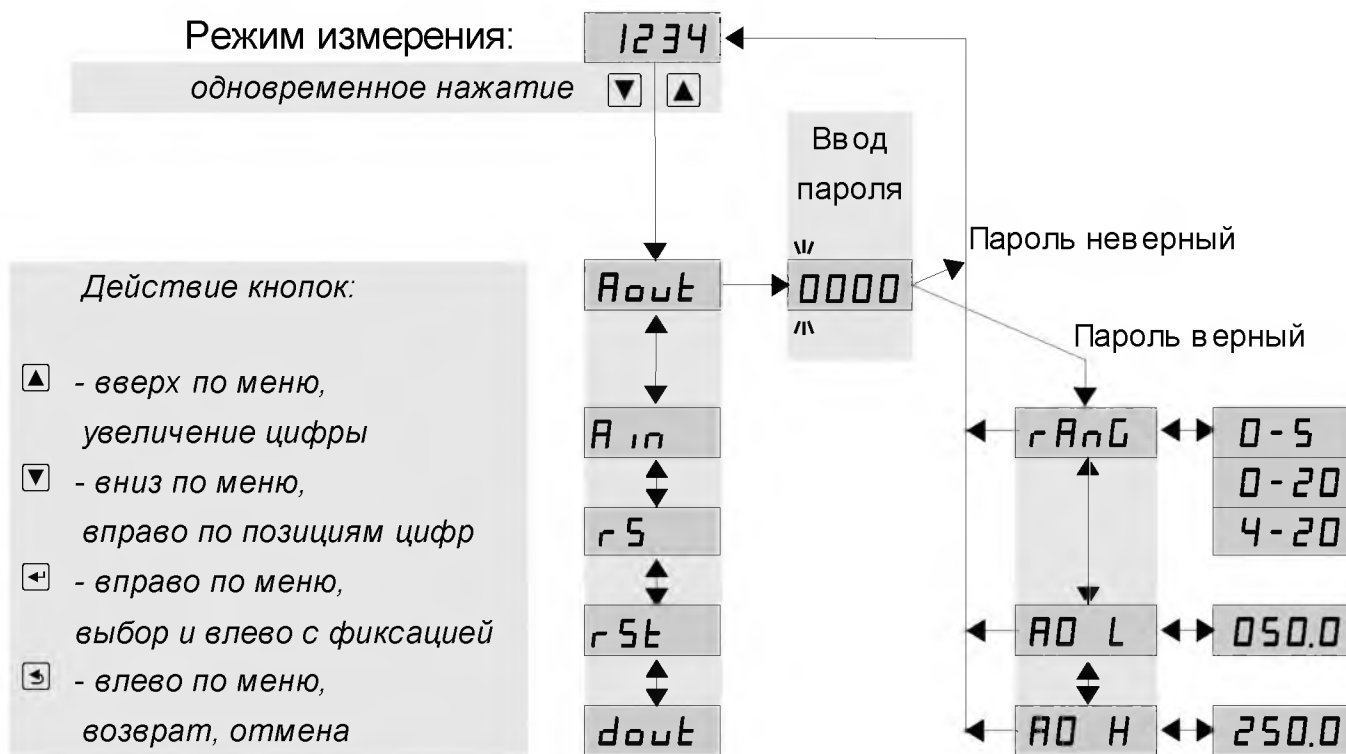 Режим измерения:
1234
одновременное нажатие
Ввод
пароля
Пароль неверный
Aout
0000
Пароль верный
Действие кнопок:
- вверх по меню,
увеличение цифры
- вниз по меню,
вправо по позициям цифр
- вправо по меню,
выбор и влево с фиксацией
- влево по меню,
возврат, отмена
A in
rS
rSt
dout
rAnG
0-5
0-20
4-20
AO L
050.0
AO H
250.0